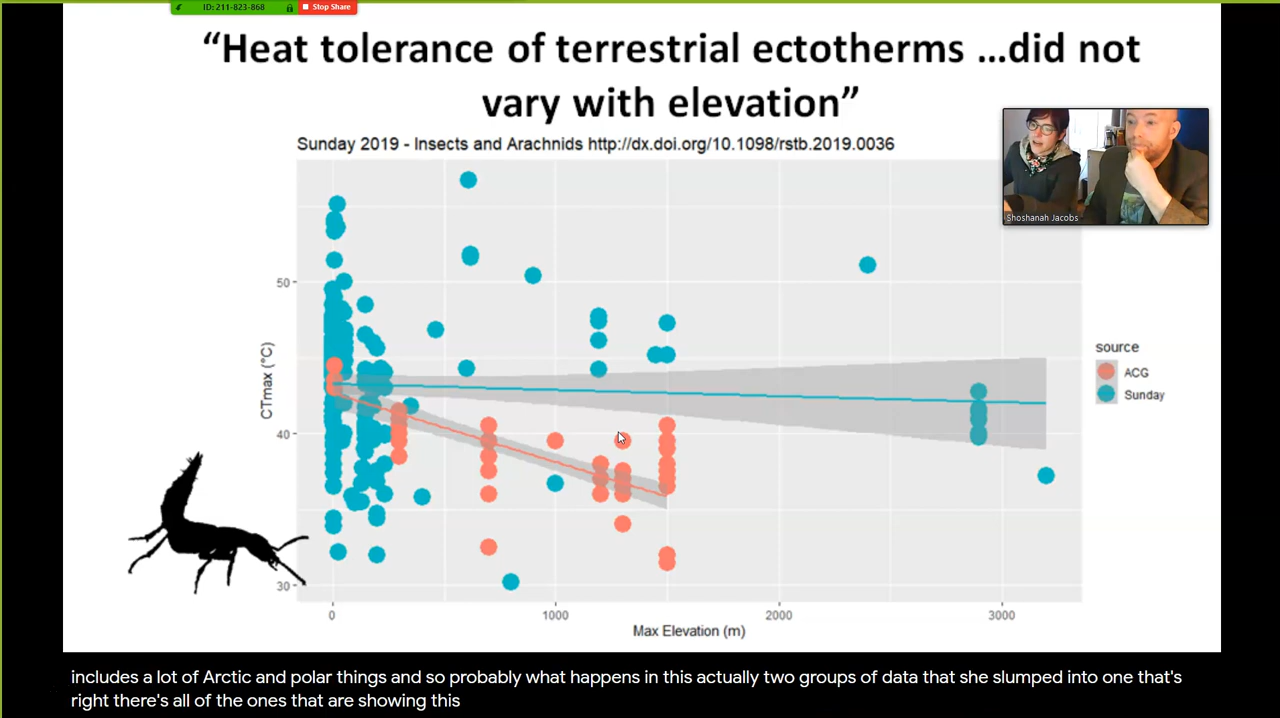 ID: 211-823-868
Stop Share
“Heat tolerance of terrestrial ectotherms ...did not
vary with elevation”
Sunday 2019 - Insects and Arachnids http://dx.doi.org/10.1098/rstb.2019.0036
Shoshanah Jacobs
50
40
30
CTmax (°C)
0
1000
2000
3000
Max Elevation (m)
source
ACG
Sunday
includes a lot of Arctic and polar things and so probably what happens in this actually two groups of data that she slumped into one that's
right there's all of the ones that are showing this